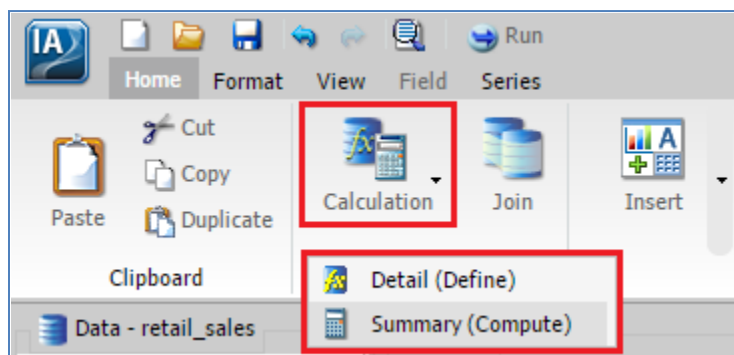 IA
Run
Home Format View Field Series
Cut
Copy
Duplicate
Paste
Calculation
Join
A
Insert
Clipboard
fx Detail (Define)
Summary (Compute)
Data - retail_sales